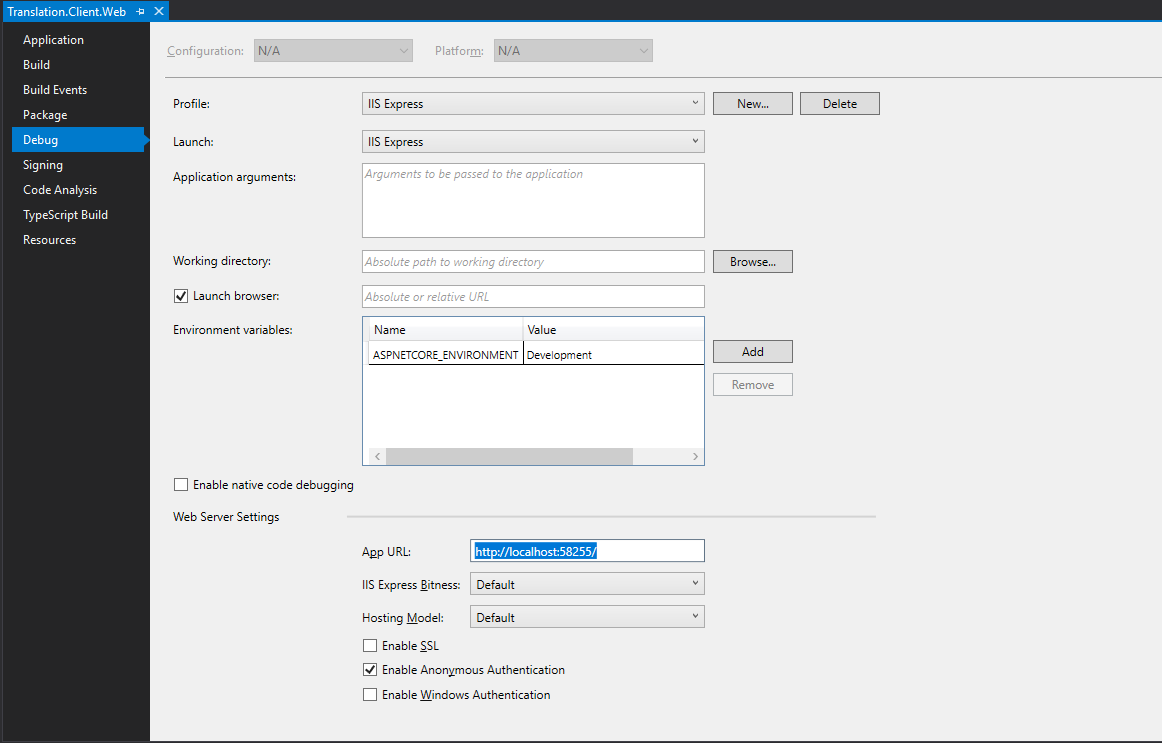 Translation.Client.Web
Application
Build
Build Events
Package
Debug
Signing
Code Analysis
TypeScript Build
Resources
Configuration: N/A Platform: N/A
Profile: IIS Express New... Delete
Launch: IIS Express
Application arguments: Arguments to be passed to the application
Working directory: Absolute path to working directory Browse...
Launch browser: Absolute or relative URL
Environment variables: Name Value
ASPNETCORE_ENVIRONMENT Development
Add
Remove
Enable native code debugging
Web Server Settings
App URL: http://localhost:58255/
IIS Express Bitness: Default
Hosting Model: Default
Enable SSL
Enable Anonymous Authentication
Enable Windows Authentication